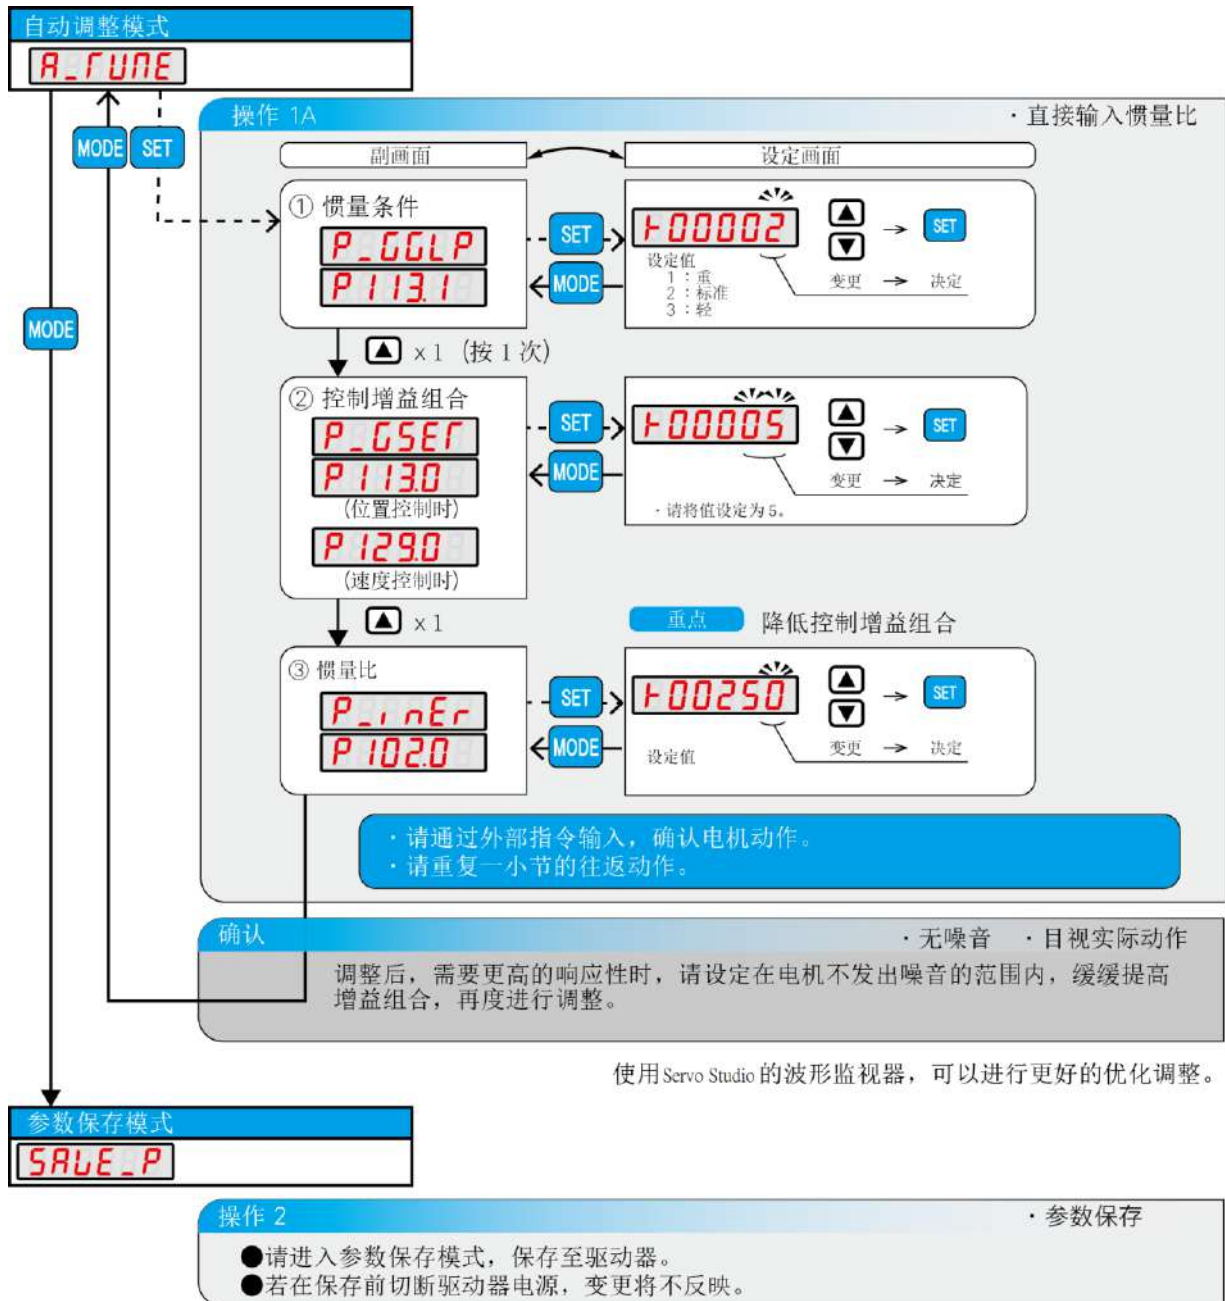 自动调整模式
A_TUNE
MODE SET
操作 1A
·直接输入惯量比
副画面
设定画面
① 惯量条件
P_GGLP
P113.1
SET
MODE
r00002
设定值
1：重
2：标准
3：轻
▲
▼
→ SET
变更 → 决定
MODE
▲ x1 (按 1 次)
② 控制增益组合
P_GSET
P113.0
(位置控制时)
P129.0
(速度控制时)
SET
MODE
r00005
·请将值设定为 5。
▲
▼
→ SET
变更 → 决定
▲ x1
重点 降低控制增益组合
③ 惯量比
P_inEr
P102.0
SET
MODE
r00250
设定值
▲
▼
→ SET
变更 → 决定
·请通过外部指令输入，确认电机动作。
·请重复一小节的往返动作。
确认
·无噪音 ·目视实际动作
调整后，需要更高的响应性时，请设定在电机不发出噪音的范围内，缓缓提高
增益组合，再度进行调整。
使用Servo Studio 的波形监视器，可以进行更好的优化调整。
参数保存模式
SAVE_P
操作 2
·参数保存
●请进入参数保存模式，保存至驱动器。
●若在保存前切断驱动器电源，变更将不反映。